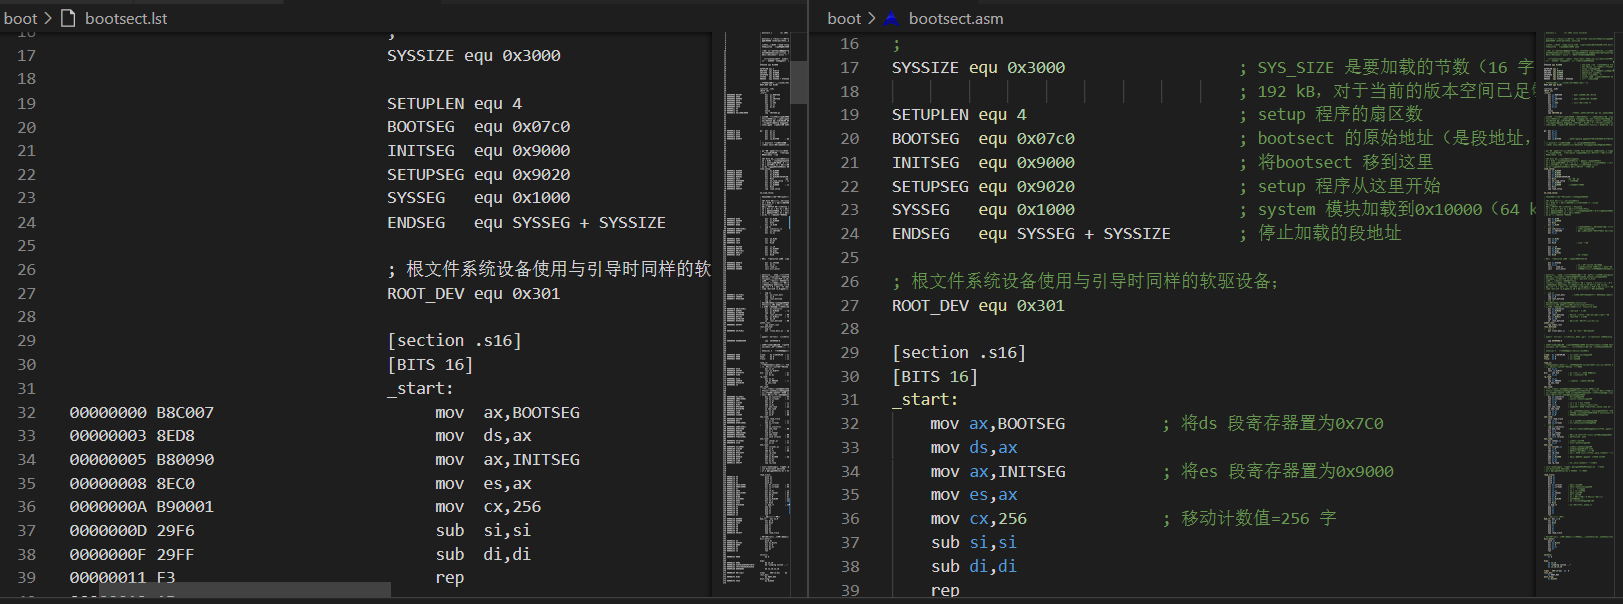 boot > bootsect.lst
16 ;
17 SYSSIZE equ 0x3000
18
19 SETUPLEN equ 4
20 BOOTSEG equ 0x07c0
21 INITSEG equ 0x9000
22 SETUPSEG equ 0x9020
23 SYSSEG equ 0x1000
24 ENDSEG equ SYSSEG + SYSSIZE
25
26 ; 根文件系统设备使用与引导时同样的软
27 ROOT_DEV equ 0x301
28
29 [section .s16]
30 [BITS 16]
31 _start:
32 00000000 B8C007 mov ax,BOOTSEG
33 00000003 8ED8 mov ds,ax
34 00000005 B80090 mov ax,INITSEG
35 00000008 8EC0 mov es,ax
36 0000000A B90001 mov cx,256
37 0000000D 29F6 sub si,si
38 0000000F 29FF sub di,di
39 00000011 F3 rep
boot > bootsect.asm
16 ;
17 SYSSIZE equ 0x3000 ; SYS_SIZE 是要加载的节数（16 字
18 ; 192 kB，对于当前的版本空间已足
19 SETUPLEN equ 4 ; setup 程序的扇区数
20 BOOTSEG equ 0x07c0 ; bootsect 的原始地址（是段地址，
21 INITSEG equ 0x9000 ; 将bootsect 移到这里
22 SETUPSEG equ 0x9020 ; setup 程序从这里开始
23 SYSSEG equ 0x1000 ; system 模块加载到0x10000（64 k
24 ENDSEG equ SYSSEG + SYSSIZE ; 停止加载的段地址
25
26 ; 根文件系统设备使用与引导时同样的软驱设备;
27 ROOT_DEV equ 0x301
28
29 [section .s16]
30 [BITS 16]
31 _start:
32 mov ax,BOOTSEG ; 将ds 段寄存器置为0x7C0
33 mov ds,ax
34 mov ax,INITSEG ; 将es 段寄存器置为0x9000
35 mov es,ax
36 mov cx,256 ; 移动计数值=256 字
37 sub si,si
38 sub di,di
39 rep